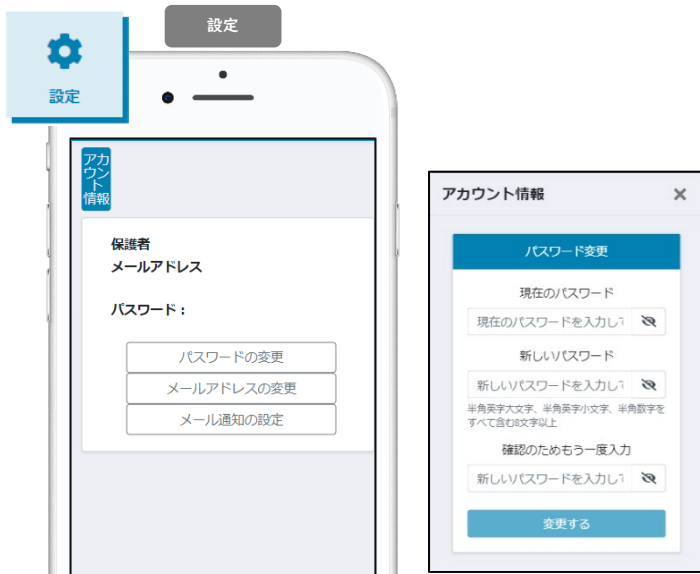 設定
設定
アカウント情報
保護者
メールアドレス
パスワード：
パスワードの変更
メールアドレスの変更
メール通知の設定
アカウント情報
パスワード変更
現在のパスワード
現在のパスワードを入力して
新しいパスワード
新しいパスワードを入力して
半角英字大文字、半角英字小文字、半角数字を
すべて含む8文字以上
確認のためもう一度入力
新しいパスワードを入力して
変更する